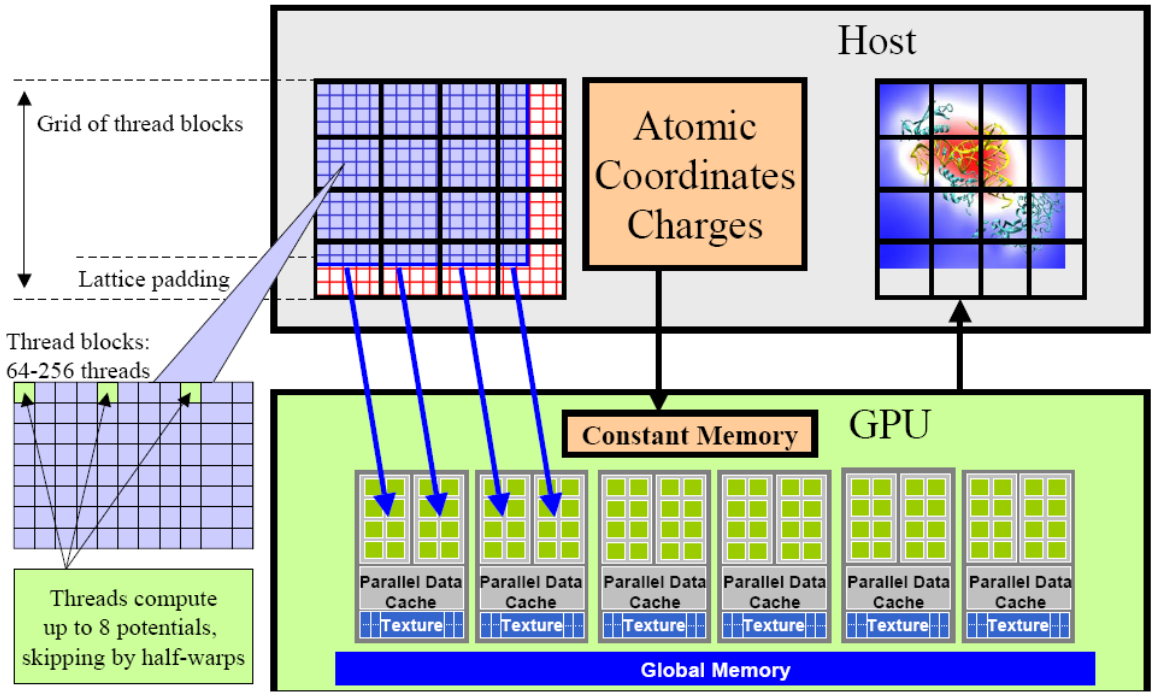 Host
Grid of thread blocks
Atomic
Coordinates
Charges
Lattice padding
Thread blocks:
64-256 threads
Constant Memory
GPU
Parallel Data
Cache
Texture
Parallel Data
Cache
Texture
Parallel Data
Cache
Texture
Parallel Data
Cache
Texture
Parallel Data
Cache
Texture
Parallel Data
Cache
Texture
Threads compute
up to 8 potentials,
skipping by half-warps
Global Memory